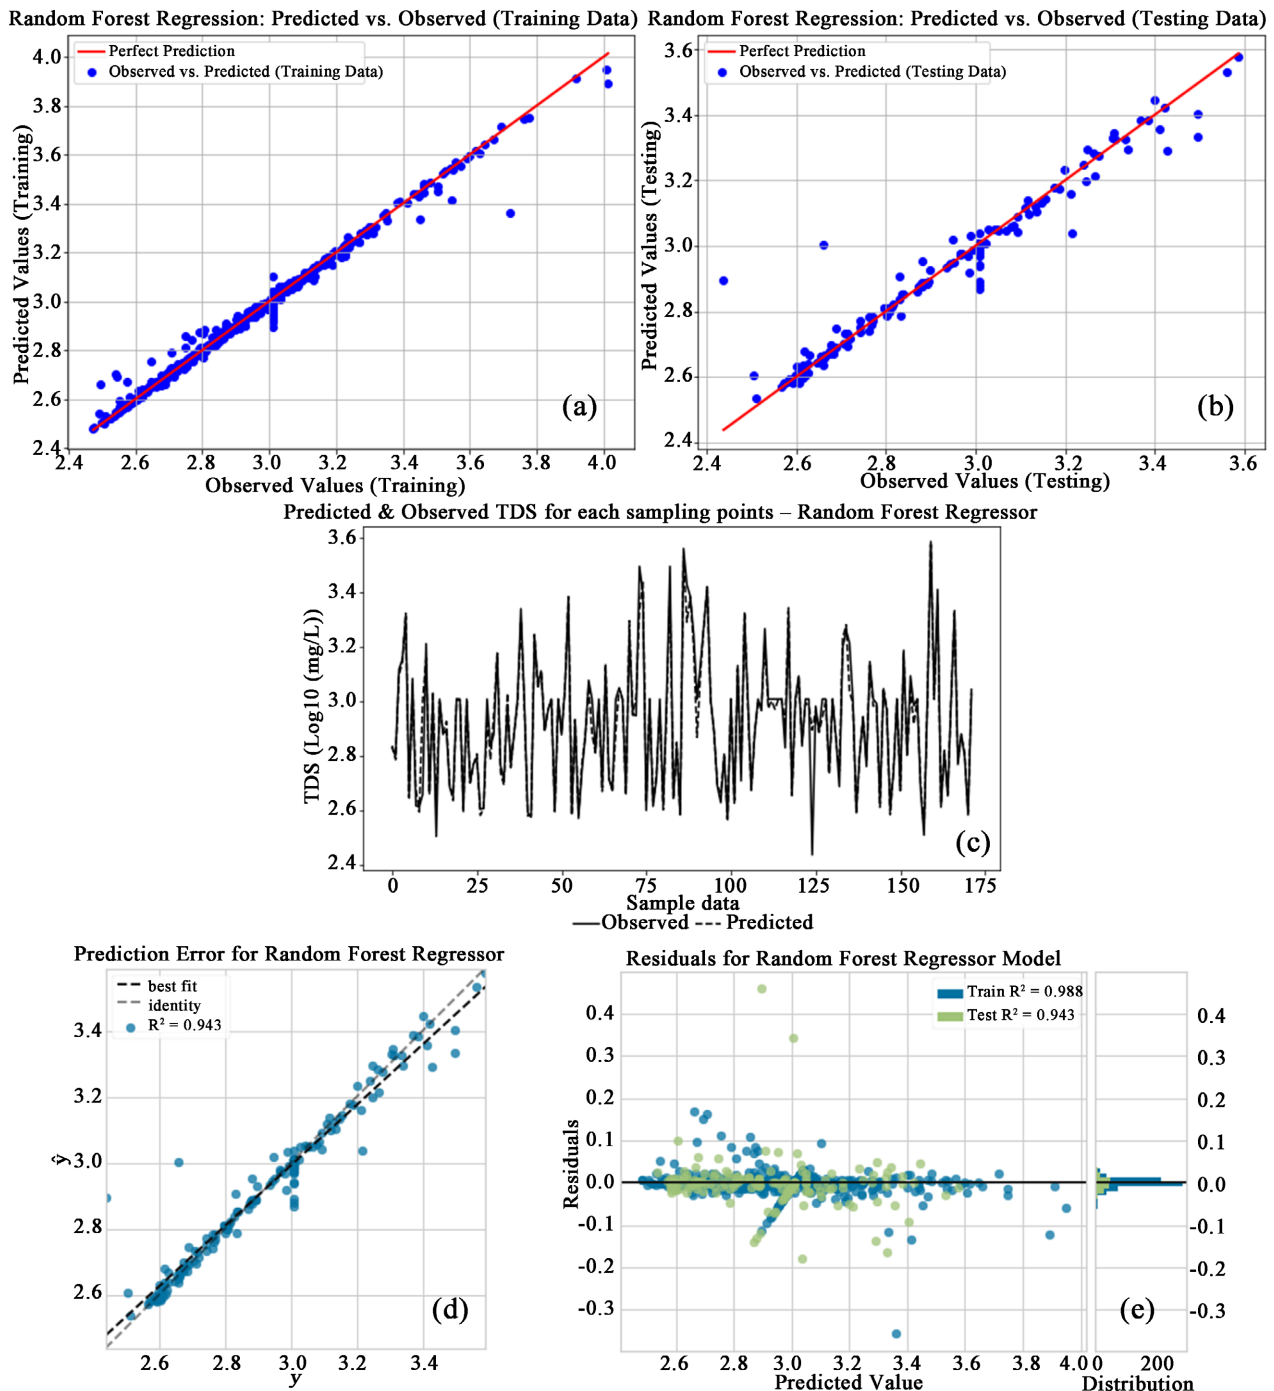 Random Forest Regression: Predicted vs. Observed (Training Data)
Perfect Prediction
Observed vs. Predicted (Training Data)
Predicted Values (Training)
4.0
3.8
3.6
3.4
3.2
3.0
2.8
2.6
2.4
(a)
2.4 2.6 2.8 3.0 3.2 3.4 3.6 3.8 4.0
Observed Values (Training)
Random Forest Regression: Predicted vs. Observed (Testing Data)
Perfect Prediction
Observed vs. Predicted (Testing Data)
Predicted Values (Testing)
3.6
3.4
3.2
3.0
2.8
2.6
2.4
(b)
2.4 2.6 2.8 3.0 3.2 3.4 3.6
Observed Values (Testing)
Predicted & Observed TDS for each sampling points – Random Forest Regressor
TDS (Log10 (mg/L))
3.6
3.4
3.2
3.0
2.8
2.6
2.4
(c)
0 25 50 75 100 125 150 175
Sample data
Observed Predicted
Prediction Error for Random Forest Regressor
best fit
identity
R² = 0.943
ŷ
3.4
3.2
3.0
2.8
2.6
(d)
2.6 2.8 3.0 3.2 3.4
y
Residuals for Random Forest Regressor Model
Train R² = 0.988
Test R² = 0.943
Residuals
0.4
0.3
0.2
0.1
0.0
-0.1
-0.2
-0.3
2.6 2.8 3.0 3.2 3.4 3.6 3.8 4.0
Predicted Value
(e)
0.4
0.3
0.2
0.1
0.0
-0.1
-0.2
-0.3
0 200
Distribution